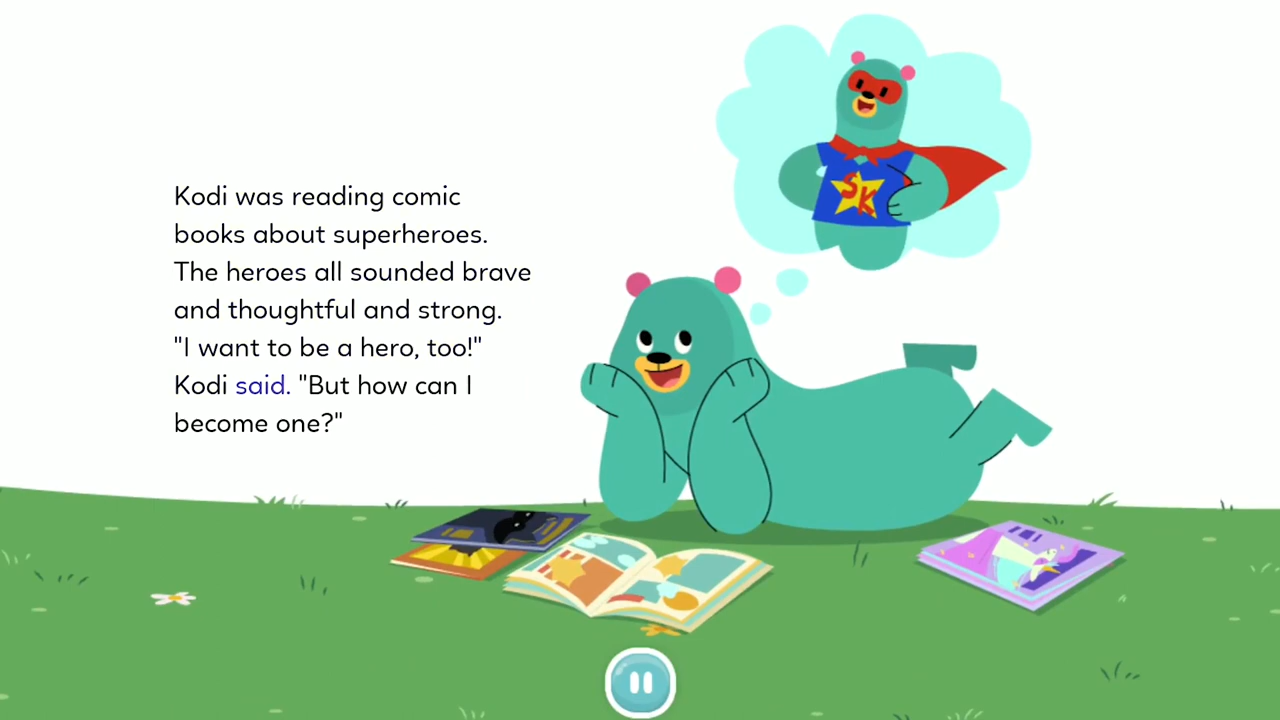 SK
Kodi was reading comic
books about superheroes.
The heroes all sounded brave
and thoughtful and strong.
"I want to be a hero, too!"
Kodi said. "But how can I
become one?"